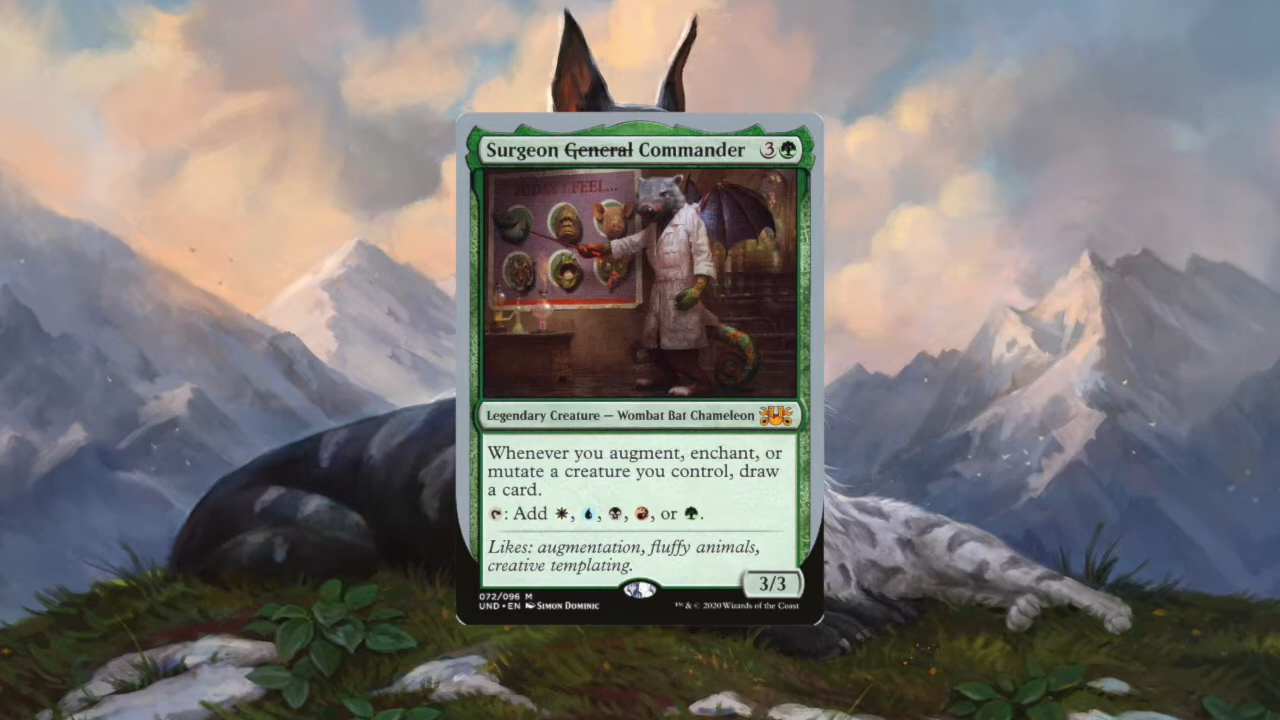 Surgeon General Commander 3
TODAY I FEEL...
Legendary Creature — Wombat Bat Chameleon
Whenever you augment, enchant, or
mutate a creature you control, draw
a card.
: Add , , , , or .
Likes: augmentation, fluffy animals,
creative templating.
3/3
072/096 M
UND • EN Simon Dominic
™ & © 2020 Wizards of the Coast